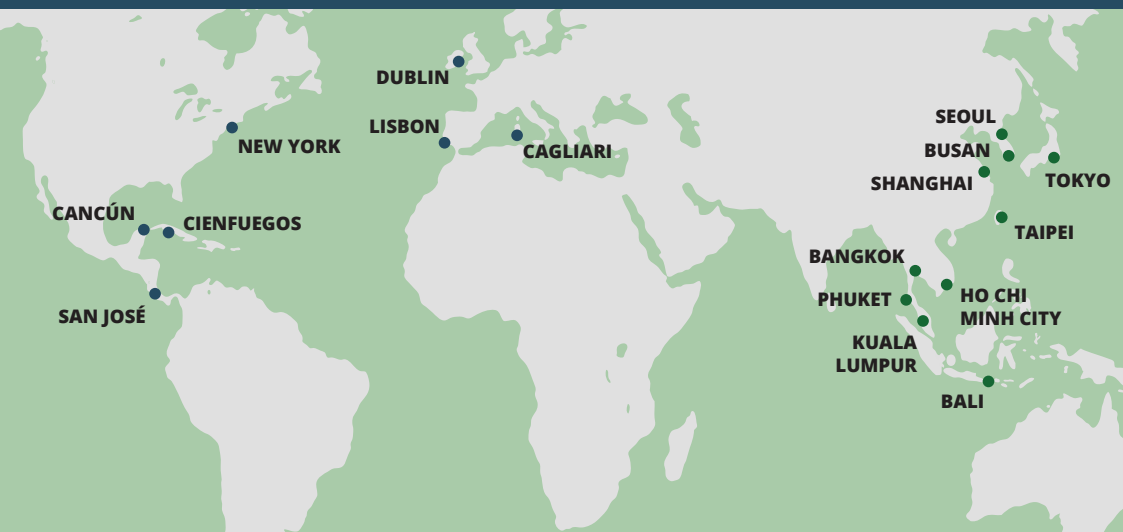 DUBLIN
LISBON
NEW YORK
CAGLIARI
CANCÚN
CIENFUEGOS
SAN JOSÉ
SEOUL
BUSAN
SHANGHAI
TOKYO
TAIPEI
BANGKOK
PHUKET
HO CHI
MINH CITY
KUALA
LUMPUR
BALI